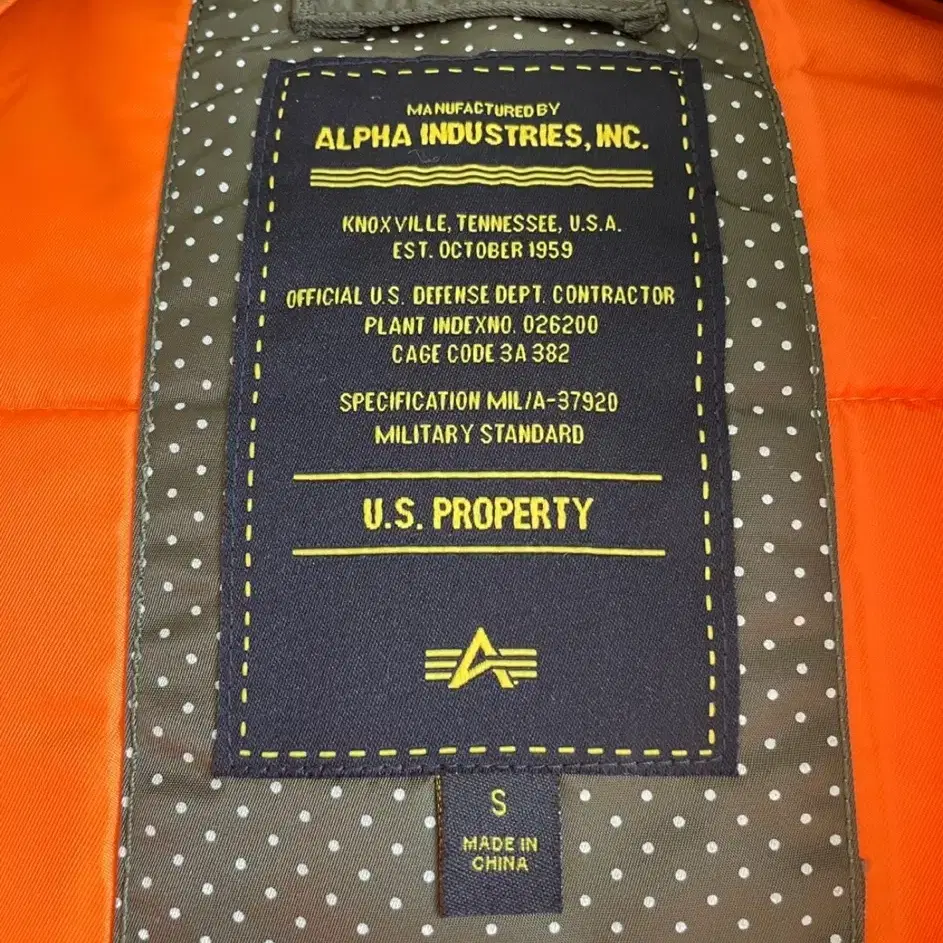 MANUFACTURED BY
ALPHA INDUSTRIES, INC.
KNOXVILLE, TENNESSEE, U.S.A.
EST. OCTOBER 1959
OFFICIAL U.S. DEFENSE DEPT. CONTRACTOR
PLANT INDEXNO. 026200
CAGE CODE 3A 382
SPECIFICATION MIL/A-37920
MILITARY STANDARD
U.S. PROPERTY
S
MADE IN
CHINA